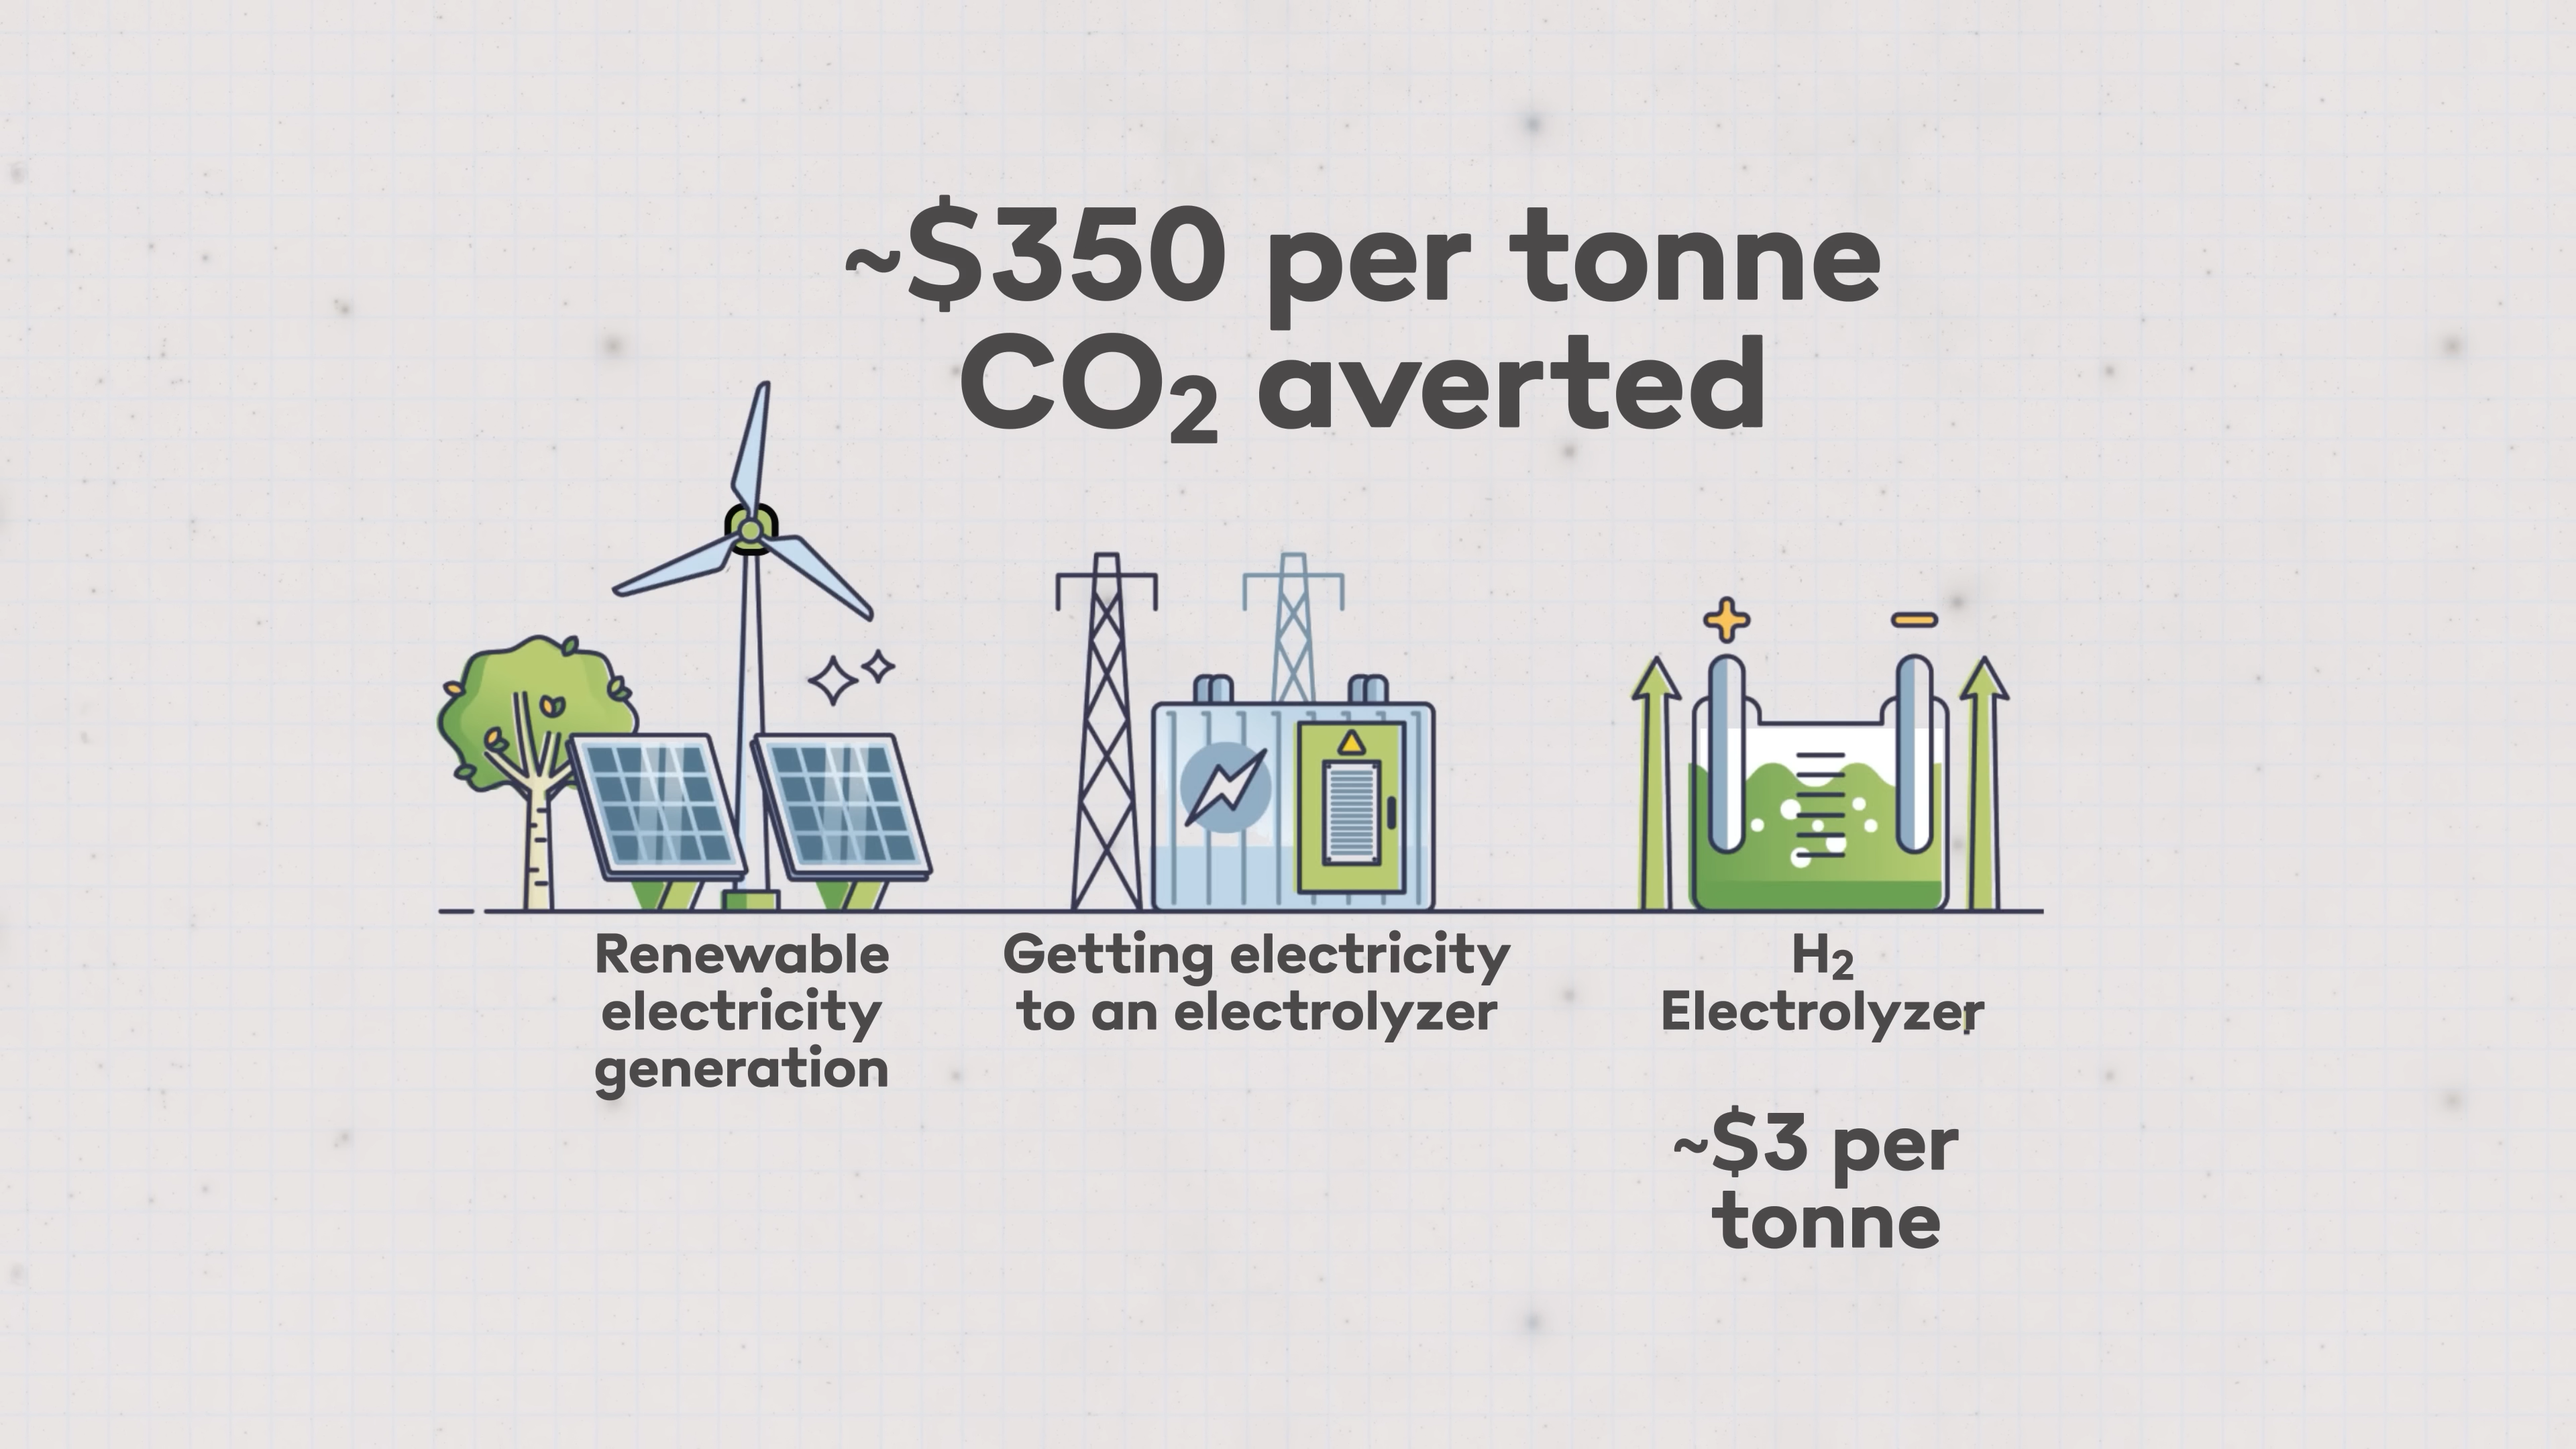 ~$350 per tonne
CO₂ averted
Renewable
electricity
generation
Getting electricity
to an electrolyzer
H₂
Electrolyzer
~$3 per
tonne